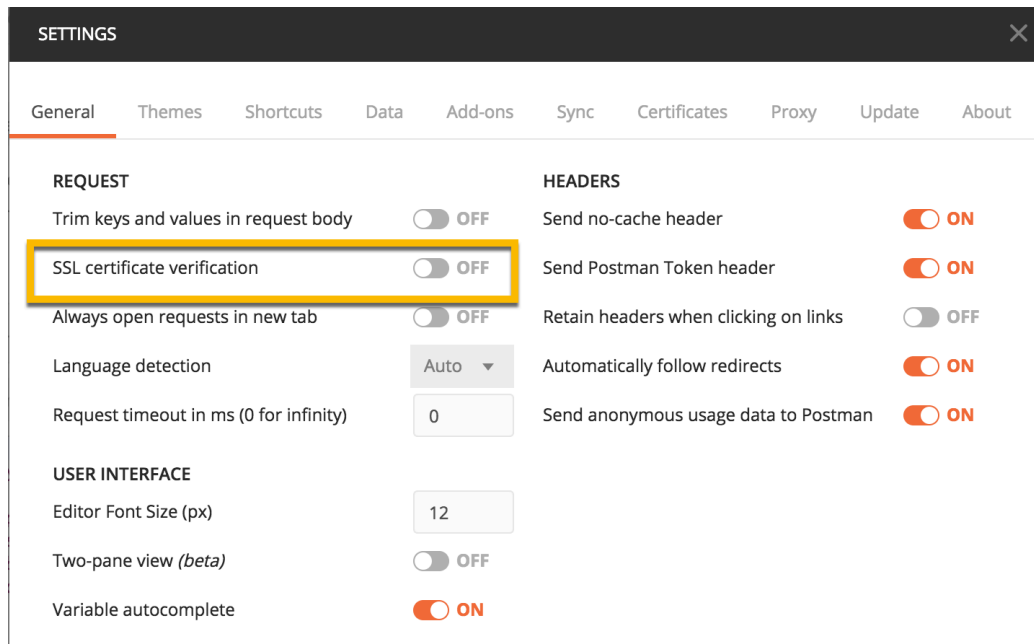 SETTINGS
General Themes Shortcuts Data Add-ons Sync Certificates Proxy Update About
REQUEST
Trim keys and values in request body OFF
SSL certificate verification OFF
Always open requests in new tab OFF
Language detection Auto
Request timeout in ms (0 for infinity) 0
USER INTERFACE
Editor Font Size (px) 12
Two-pane view (beta) OFF
Variable autocomplete ON
HEADERS
Send no-cache header ON
Send Postman Token header ON
Retain headers when clicking on links OFF
Automatically follow redirects ON
Send anonymous usage data to Postman ON